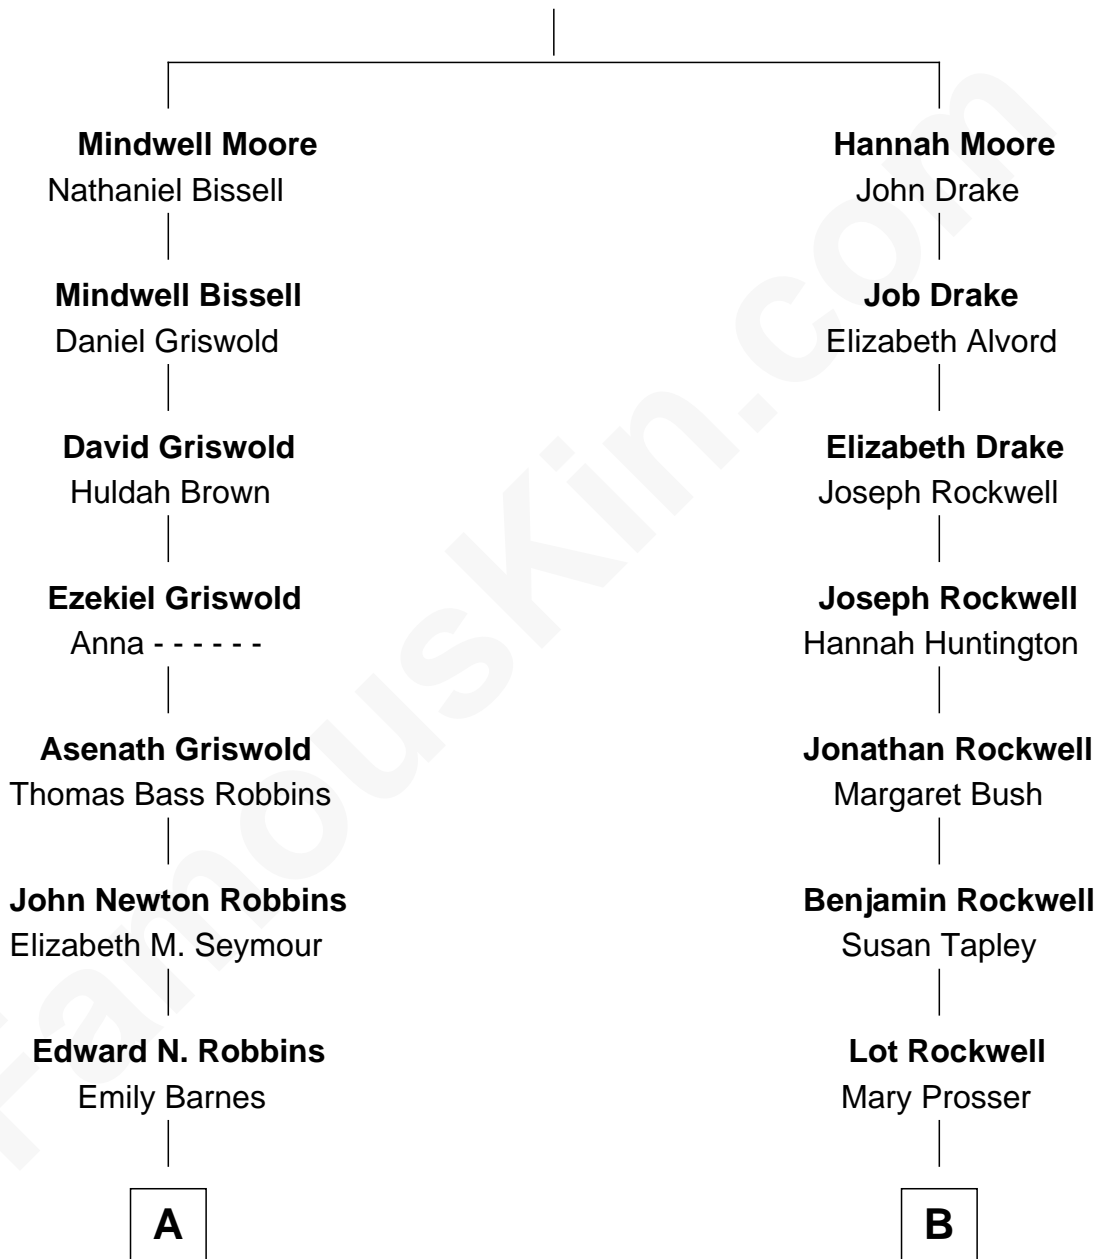 Mindwell Moore
Nathaniel Bissell
Mindwell Bissell
Daniel Griswold
David Griswold
Huldah Brown
Ezekiel Griswold
Anna - - - - - -
Asenath Griswold
Thomas Bass Robbins
John Newton Robbins
Elizabeth M. Seymour
Edward N. Robbins
Emily Barnes
A
Hannah Moore
John Drake
Job Drake
Elizabeth Alvord
Elizabeth Drake
Joseph Rockwell
Joseph Rockwell
Hannah Huntington
Jonathan Rockwell
Margaret Bush
Benjamin Rockwell
Susan Tapley
Lot Rockwell
Mary Prosser
B
FamousKin.com